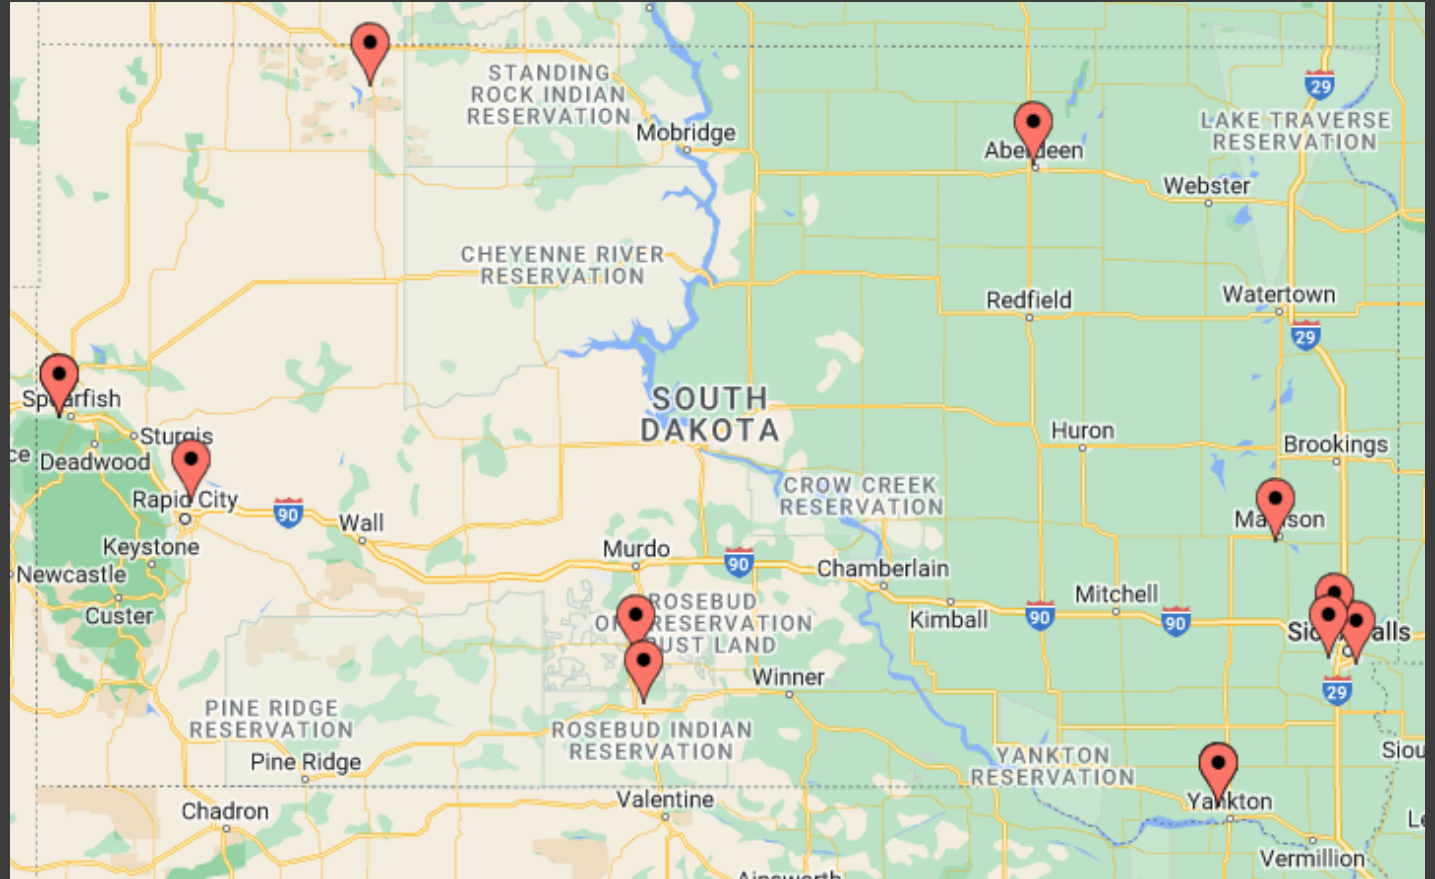 STANDING
ROCK INDIAN
RESERVATION
29
LAKE TRAVERSE
RESERVATION
Mobridge
Aberdeen
Webster
CHEYENNE RIVER
RESERVATION
Redfield
Watertown
29
Spearfish
SOUTH
DAKOTA
Sturgis
Deadwood
Huron
Brookings
CROW CREEK
RESERVATION
Rapid City
90
Wall
Madison
Keystone
Murdo
90
Chamberlain
Newcastle
Custer
ROSEBUD
RESERVATION
LAND
Kimball
90
Mitchell
90
Sioux Falls
Winner
29
PINE RIDGE
RESERVATION
ROSEBUD INDIAN
RESERVATION
Pine Ridge
YANKTON
RESERVATION
Siou
Chadron
Valentine
Yankton
Le
Vermillion
Ainsworth